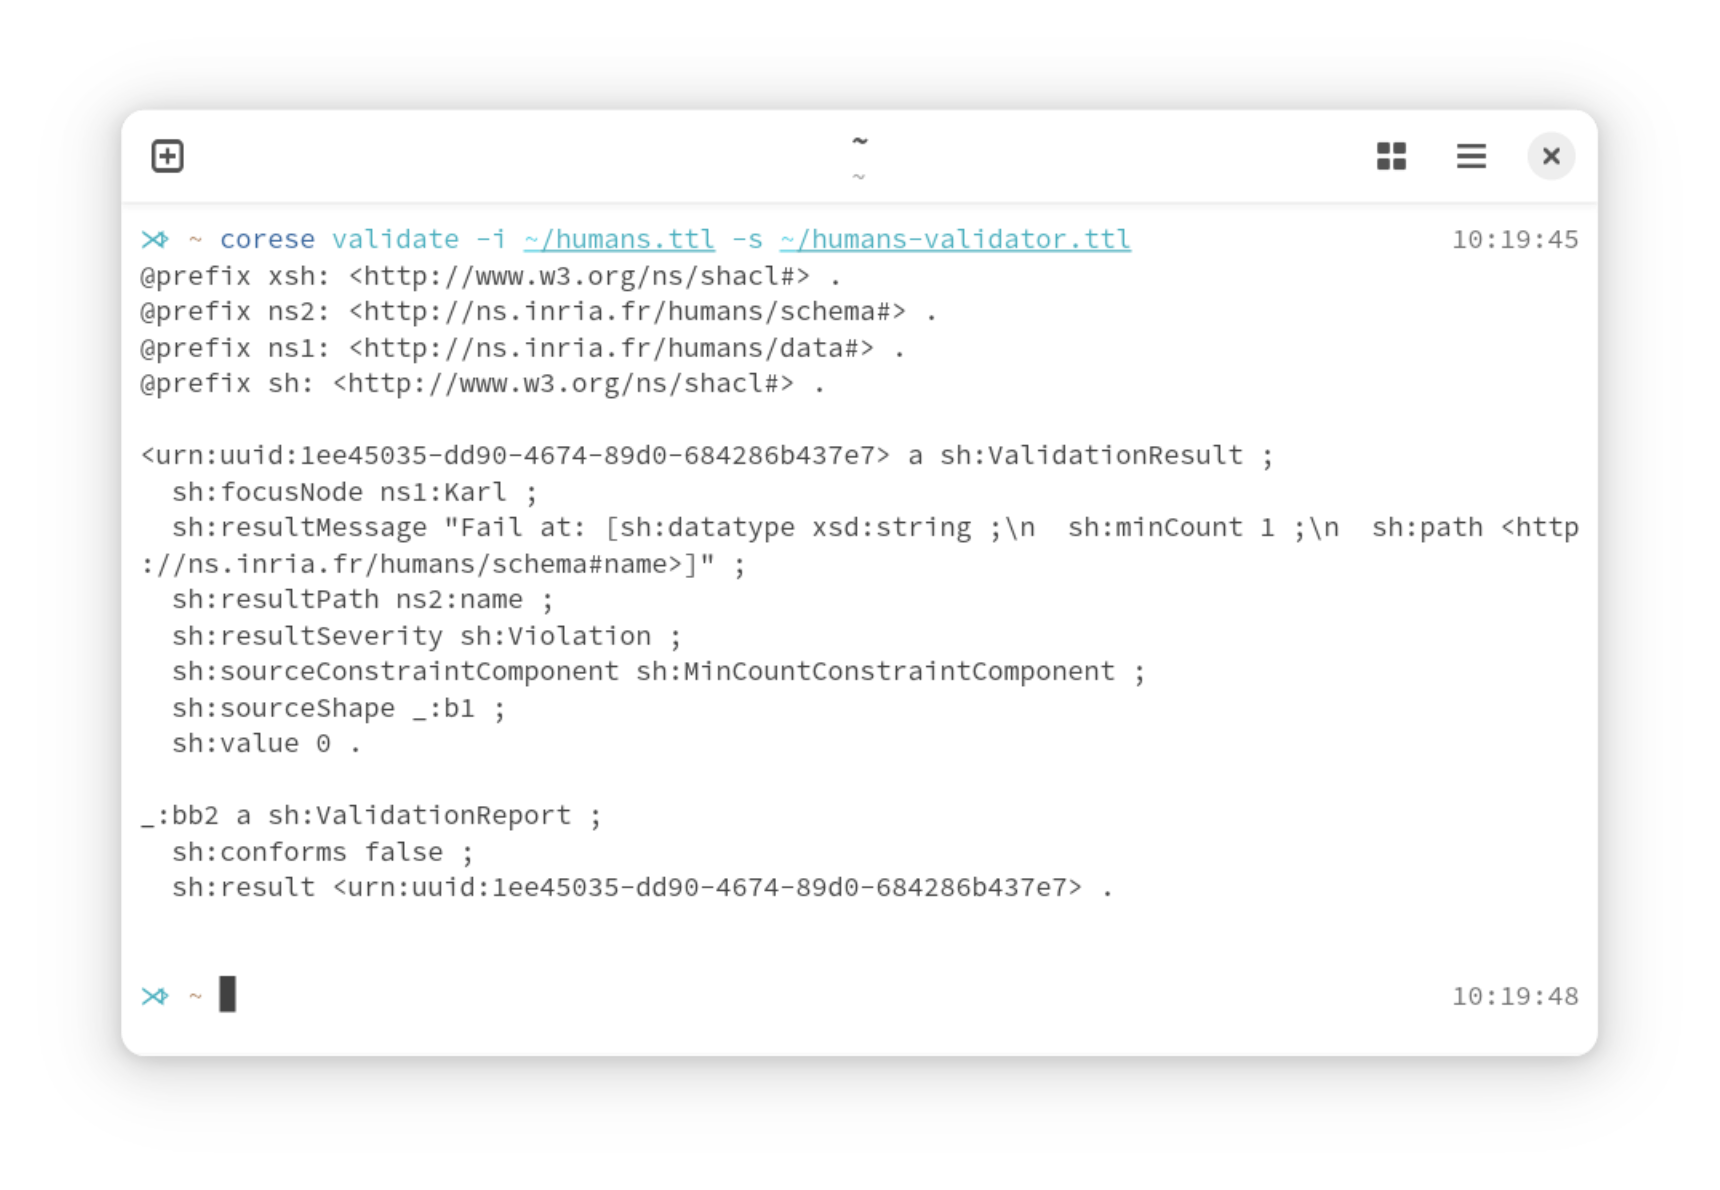 ~
~
~ corese validate -i ~/humans.ttl -s ~/humans-validator.ttl 10:19:45
@prefix xsh: <http://www.w3.org/ns/shacl#> .
@prefix ns2: <http://ns.inria.fr/humans/schema#> .
@prefix ns1: <http://ns.inria.fr/humans/data#> .
@prefix sh: <http://www.w3.org/ns/shacl#> .

<urn:uuid:1ee45035-dd90-4674-89d0-684286b437e7> a sh:ValidationResult ;
  sh:focusNode ns1:Karl ;
  sh:resultMessage "Fail at: [sh:datatype xsd:string ;\n  sh:minCount 1 ;\n  sh:path <http
://ns.inria.fr/humans/schema#name>]" ;
  sh:resultPath ns2:name ;
  sh:resultSeverity sh:Violation ;
  sh:sourceConstraintComponent sh:MinCountConstraintComponent ;
  sh:sourceShape _:b1 ;
  sh:value 0 .

_:bb2 a sh:ValidationReport ;
  sh:conforms false ;
  sh:result <urn:uuid:1ee45035-dd90-4674-89d0-684286b437e7> .

~ 10:19:48